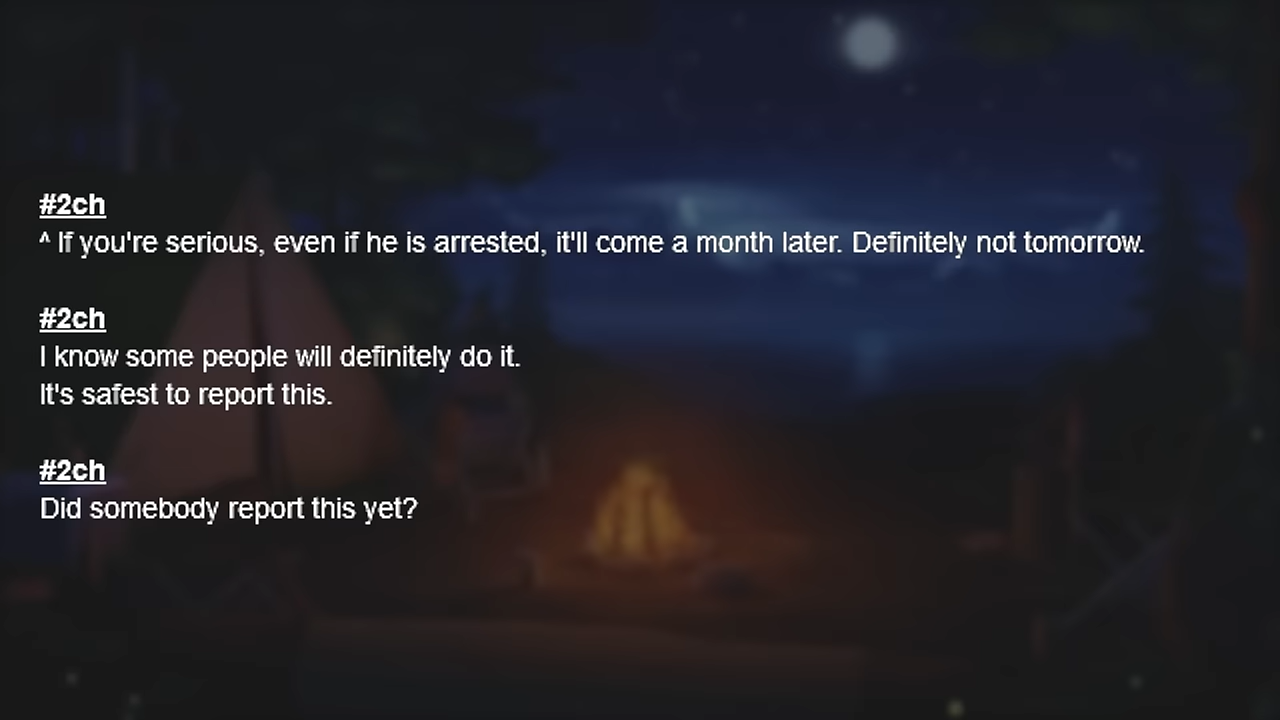 #2ch
^ If you're serious, even if he is arrested, it'll come a month later. Definitely not tomorrow.
#2ch
I know some people will definitely do it.
It's safest to report this.
#2ch
Did somebody report this yet?